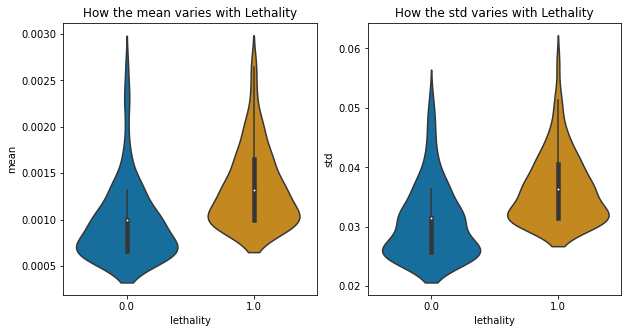 How the mean varies with Lethality
0.0030
0.0025
0.0020
0.0015
0.0010
0.0005
mean
0.0
1.0
lethality
How the std varies with Lethality
0.06
0.05
0.04
0.03
0.02
std
0.0
1.0
lethality